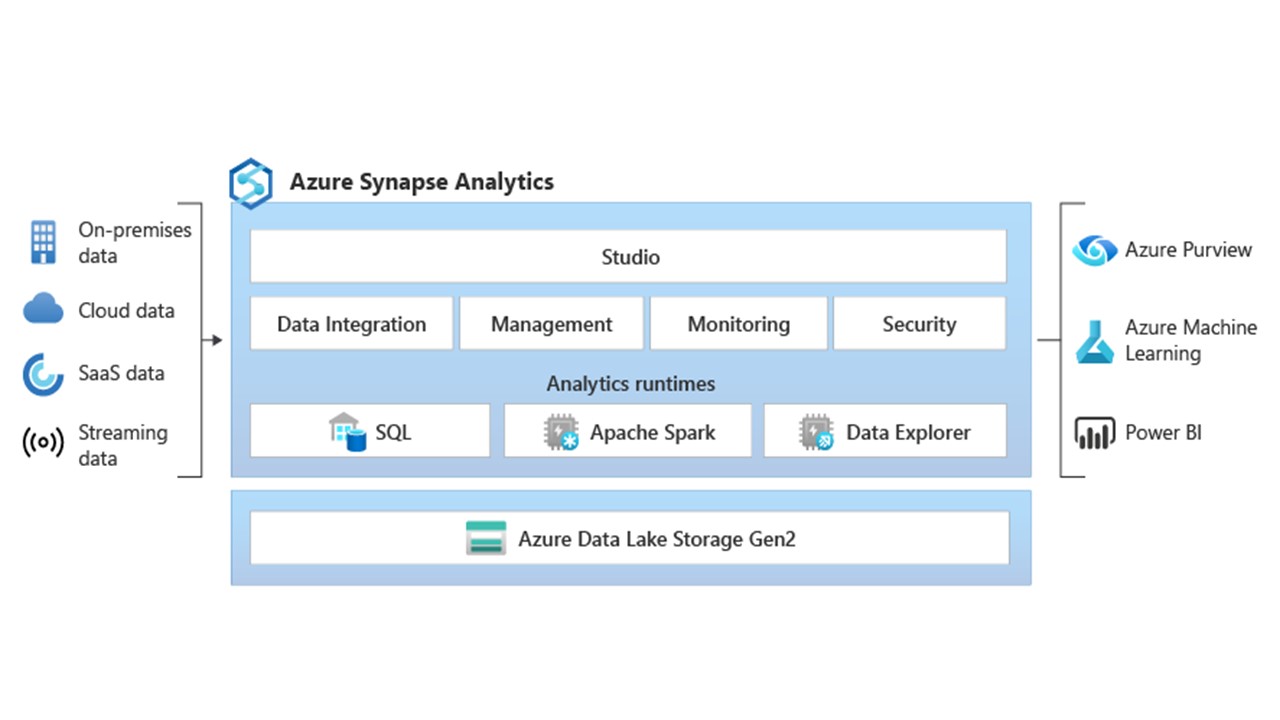 Azure Synapse Analytics
On-premises
data
Cloud data
SaaS data
Streaming
data
Studio
Data Integration
Management
Monitoring
Security
Analytics runtimes
SQL
Apache Spark
Data Explorer
Azure Data Lake Storage Gen2
Azure Purview
Azure Machine
Learning
Power BI